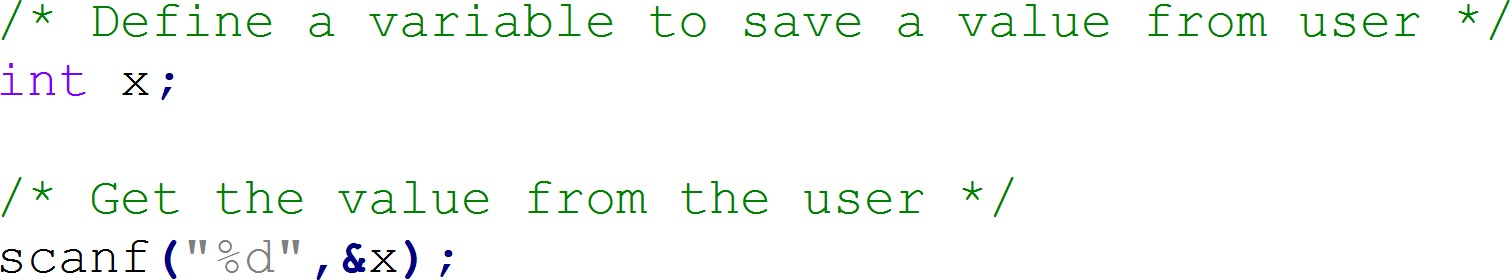 /* Define a variable to save a value from user */
int x;
/* Get the value from the user */
scanf("%d",&x);